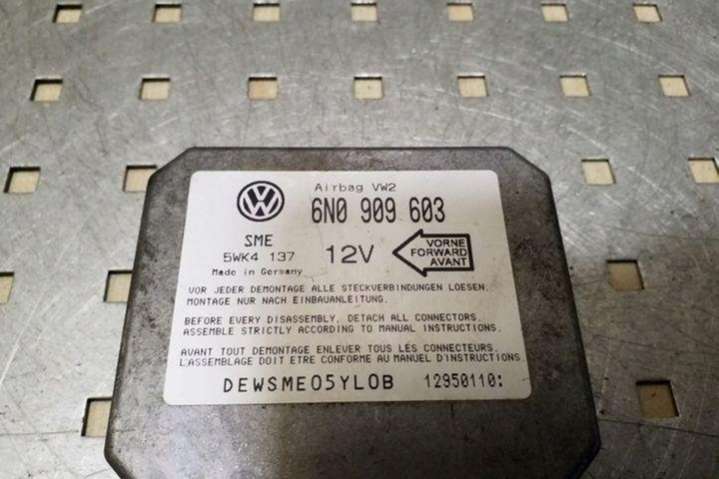 Airbag VW2
6N0 909 603
SME
5WK4 137
12V
VORNE
FORWARD
AVANT
Made in Germany
VOR JEDER DEMONTAGE ALLE STECKVERBINDUNGEN LOESEN.
MONTAGE NUR NACH EINBAUANLEITUNG.
BEFORE EVERY DISASSEMBLY, DETACH ALL CONNECTORS.
ASSEMBLE STRICTLY ACCORDING TO MANUAL INSTRUCTIONS.
AVANT TOUT DEMONTAGE ENLEVER TOUS LES CONNECTEURS.
L'ASSEMBLAGE DOIT ETRE CONFORME AU MANUEL D'INSTRUCTIONS
DEWSME05YL0B 12950110: